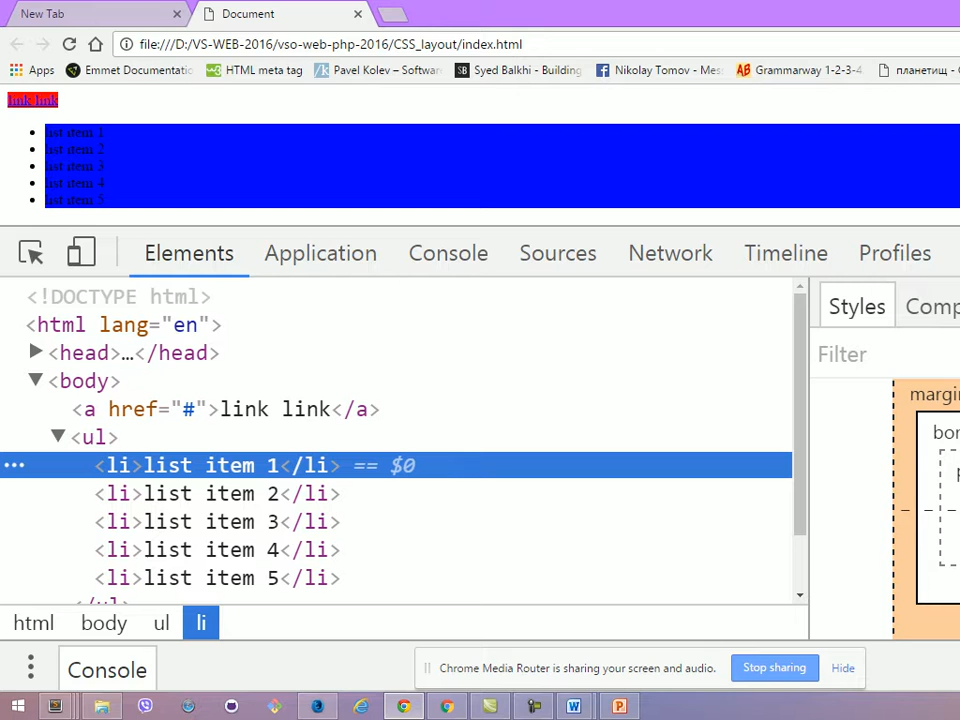 New Tab
Document
file:///D:/VS-WEB-2016/vso-web-php-2016/CSS_layout/index.html
Apps Emmet Documentatio HTML meta tag Pavel Kolev – Softwar Syed Balkhi - Building Nikolay Tomov - Mes Grammarway 1-2-3-4. планетищ -
link link
list item 1
list item 2
list item 3
list item 4
list item 5
Elements Application Console Sources Network Timeline Profiles
<!DOCTYPE html>
<html lang="en">
<head>…</head>
<body>
<a href="#">link link</a>
<ul>
<li>list item 1</li> == $0
<li>list item 2</li>
<li>list item 3</li>
<li>list item 4</li>
<li>list item 5</li>
</ul>
html body ul li
Styles Comp
Filter
margin
bor
Console
Chrome Media Router is sharing your screen and audio. Stop sharing Hide